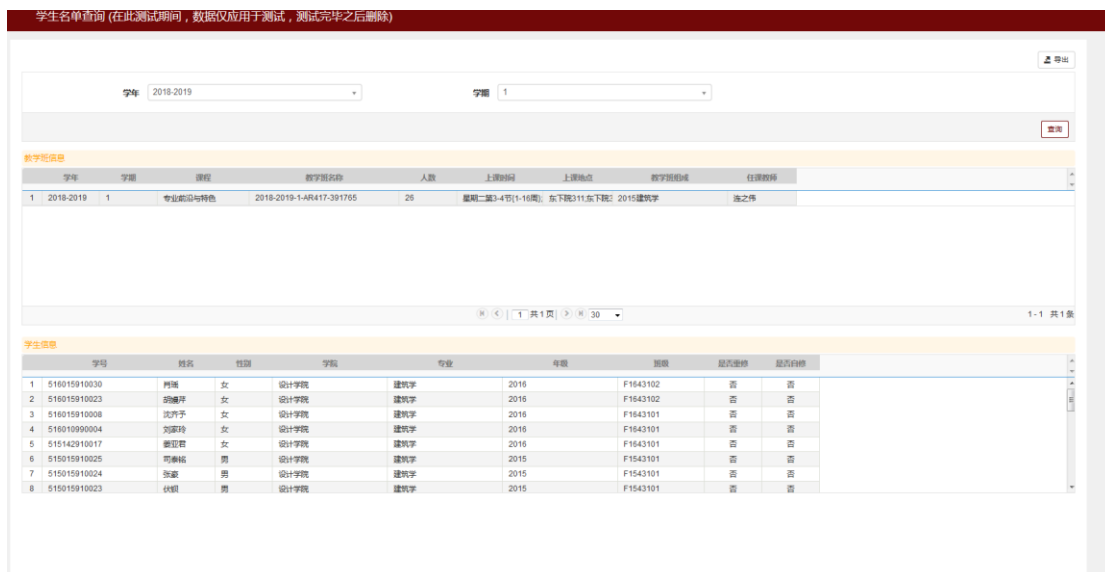 学生名单查询 (在此测试期间，数据仅应用于测试，测试完毕之后删除)
导出
学年 2018-2019 学期 1
查询
教学班信息
学年 学期 课程 教学班名称 人数 上课时间 上课地点 教学班组成 任课教师
1 2018-2019 1 专业前沿与特色 2018-2019-1-AR417-391765 26 星期二第3-4节{1-16周}; 东下院311;东下院3 2015建筑学 之伟
1 共1页 30 1-1 共1条
学生信息
学号 姓名 性别 学院 专业 年级 班级 是否重修 是否自修
1 516015910030 肖瑶 女 设计学院 建筑学 2016 F1643102 否 否
2 516015910023 女 设计学院 建筑学 2016 F1643102 否 否
3 516015910008 沈齐予 女 设计学院 建筑学 2016 F1643101 否 否
4 516010990004 刘家玲 女 设计学院 建筑学 2016 F1643101 否 否
5 515142910017 姜亚君 女 设计学院 建筑学 2016 F1643101 否 否
6 515015910025 司泰铭 男 设计学院 建筑学 2015 F1543101 否 否
7 515015910024 张豪 男 设计学院 建筑学 2015 F1543101 否 否
8 515015910023 男 设计学院 建筑学 2015 F1543101 否 否